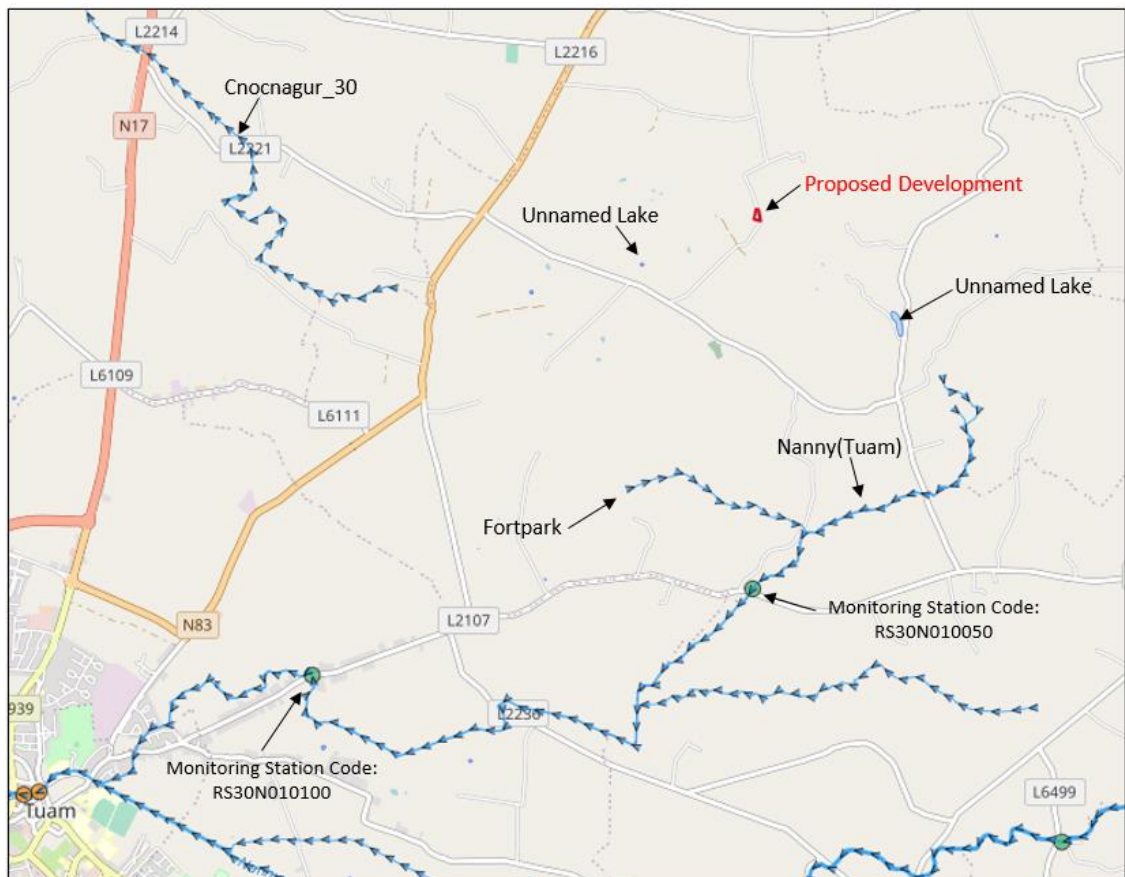 L2214
L2216
Cnocnagur_30
N17
L2221
Proposed Development
Unnamed Lake
Unnamed Lake
L6109
L6111
Nanny(Tuam)
Fortpark
Monitoring Station Code:
RS30N010050
N83
L2107
939
L2236
Monitoring Station Code:
RS30N010100
L6499
Tuam